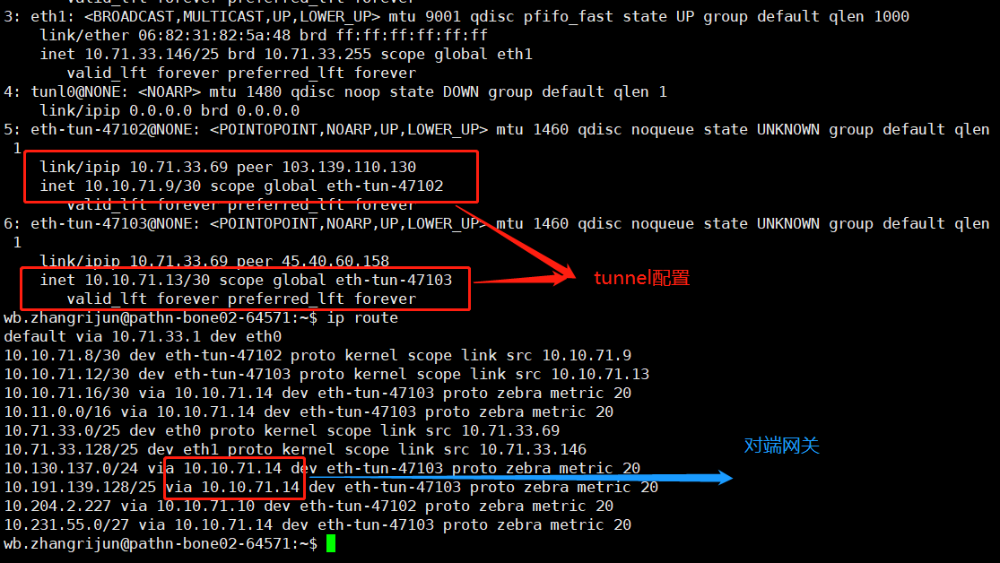 3: eth1: <BROADCAST,MULTICAST,UP,LOWER_UP> mtu 9001 qdisc pfifo_fast state UP group default qlen 1000
link/ether 06:82:31:82:5a:48 brd ff:ff:ff:ff:ff:ff
inet 10.71.33.146/25 brd 10.71.33.255 scope global eth1
valid_lft forever preferred_lft forever
4: tunl0@NONE: <NOARP> mtu 1480 qdisc noop state DOWN group default qlen 1
link/ipip 0.0.0.0 brd 0.0.0.0
5: eth-tun-47102@NONE: <POINTOPOINT,NOARP,UP,LOWER_UP> mtu 1460 qdisc noqueue state UNKNOWN group default qlen
1
link/ipip 10.71.33.69 peer 103.139.110.130
inet 10.10.71.9/30 scope global eth-tun-47102
valid_lft forever preferred_lft forever
6: eth-tun-47103@NONE: <POINTOPOINT,NOARP,UP,LOWER_UP> mtu 1460 qdisc noqueue state UNKNOWN group default qlen
1
link/ipip 10.71.33.69 peer 45.40.60.158
inet 10.10.71.13/30 scope global eth-tun-47103
tunnel配置
valid_lft forever preferred_lft forever
wb.zhangrijun@pathn-bone02-64571:~$ ip route
default via 10.71.33.1 dev eth0
10.10.71.8/30 dev eth-tun-47102 proto kernel scope link src 10.10.71.9
10.10.71.12/30 dev eth-tun-47103 proto kernel scope link src 10.10.71.13
10.10.71.16/30 via 10.10.71.14 dev eth-tun-47103 proto zebra metric 20
10.11.0.0/16 via 10.10.71.14 dev eth-tun-47103 proto zebra metric 20
10.71.33.0/25 dev eth0 proto kernel scope link src 10.71.33.69
10.71.33.128/25 dev eth1 proto kernel scope link src 10.71.33.146
对端网关
10.130.137.0/24 via 10.10.71.14 dev eth-tun-47103 proto zebra metric 20
10.191.139.128/25 via 10.10.71.14 dev eth-tun-47103 proto zebra metric 20
10.204.2.227 via 10.10.71.10 dev eth-tun-47102 proto zebra metric 20
10.231.55.0/27 via 10.10.71.14 dev eth-tun-47103 proto zebra metric 20
wb.zhangrijun@pathn-bone02-64571:~$